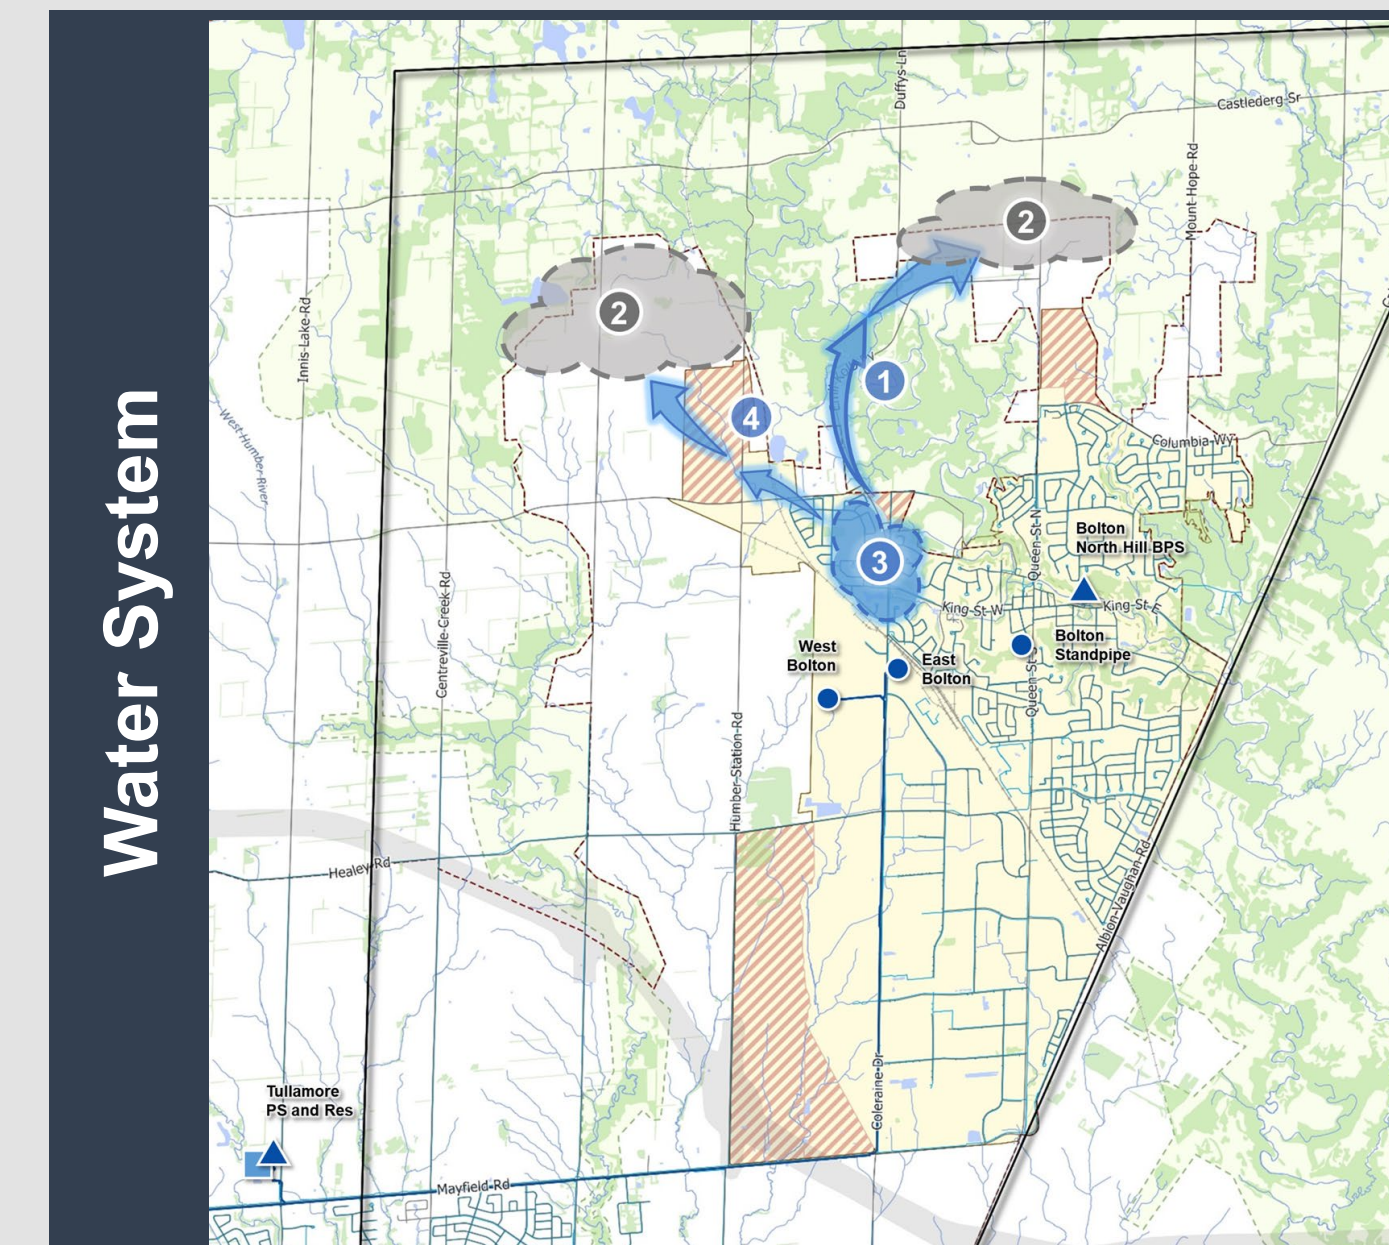 Water System
Duffys-Ln
Castlederg Sr
Mount-Hope-Rd
2
2
Innis-Lake-Rd
1
4
West-Humber-River
Columbia-Wy
Queen-St-N
Bolton
North Hill BPS
3
Centreville-Creek-Rd
King-St-W
King-St-E
Bolton
Standpipe
West
Bolton
East
Bolton
Queen-St-S
Humber-Station-Rd
Healey-Rd
Albion-Vaughan-Rd
Coleraine-Dr
Tullamore
PS and Res
Mayfield-Rd